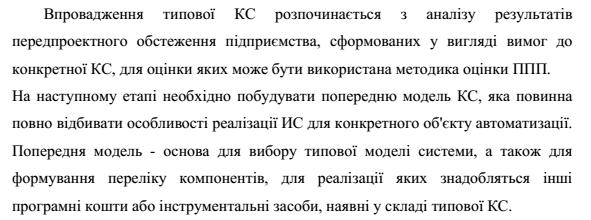 Впровадження типової КС розпочинається з аналізу результатів
передпроектного обстеження підприємства, сформованих у вигляді вимог до
конкретної КС, для оцінки яких може бути використана методика оцінки ППП.
На наступному етапі необхідно побудувати попередню модель КС, яка повинна
повно відбивати особливості реалізації ИС для конкретного об'єкту автоматизації.
Попередня модель - основа для вибору типової моделі системи, а також для
формування переліку компонентів, для реалізації яких знадобляться інші
програмні кошти або інструментальні засоби, наявні у складі типової КС.